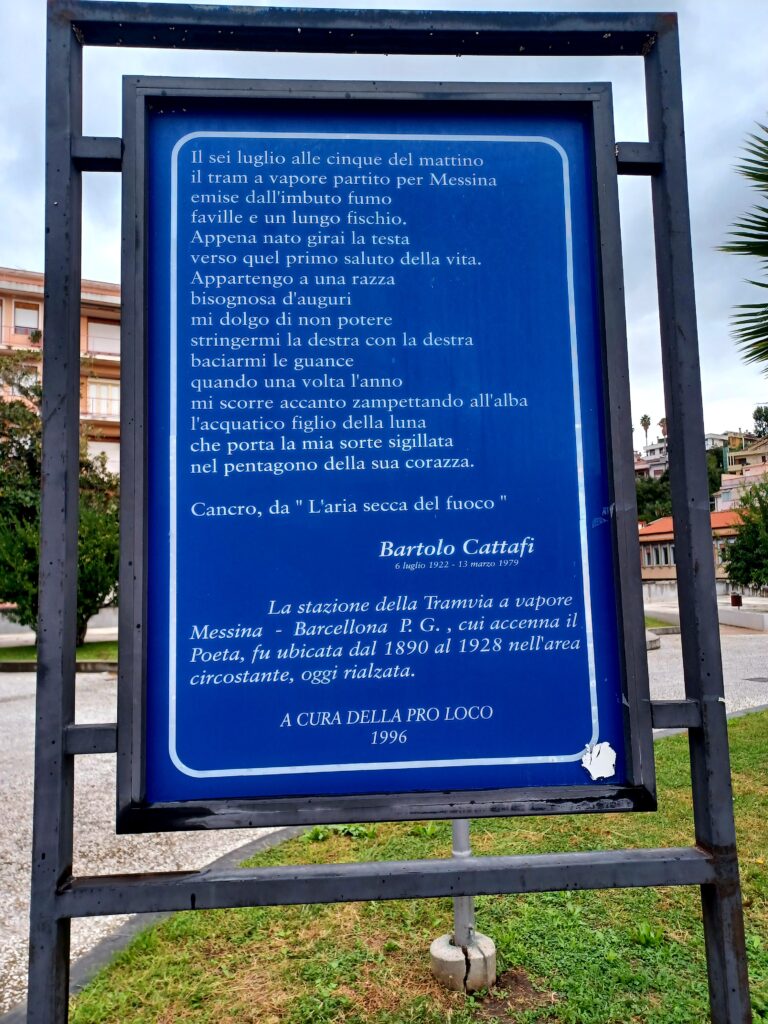 Il sei luglio alle cinque del mattino
il tram a vapore partito per Messina
emise dall'imbuto fumo
faville e un lungo fischio.
Appena nato girai la testa
verso quel primo saluto della vita.
Appartengo a una razza
bisognosa d'auguri
mi dolgo di non potere
stringermi la destra con la destra
baciarmi le guance
quando una volta l'anno
mi scorre accanto zampettando all'alba
l'acquatico figlio della luna
che porta la mia sorte sigillata
nel pentagono della sua corazza.
Cancro, da " L'aria secca del fuoco "
Bartolo Cattafi
6 luglio 1922 - 13 marzo 1979
La stazione della Tramvia a vapore
Messina - Barcellona P. G. , cui accenna il
Poeta, fu ubicata dal 1890 al 1928 nell'area
circostante, oggi rialzata.
A CURA DELLA PRO LOCO
1996